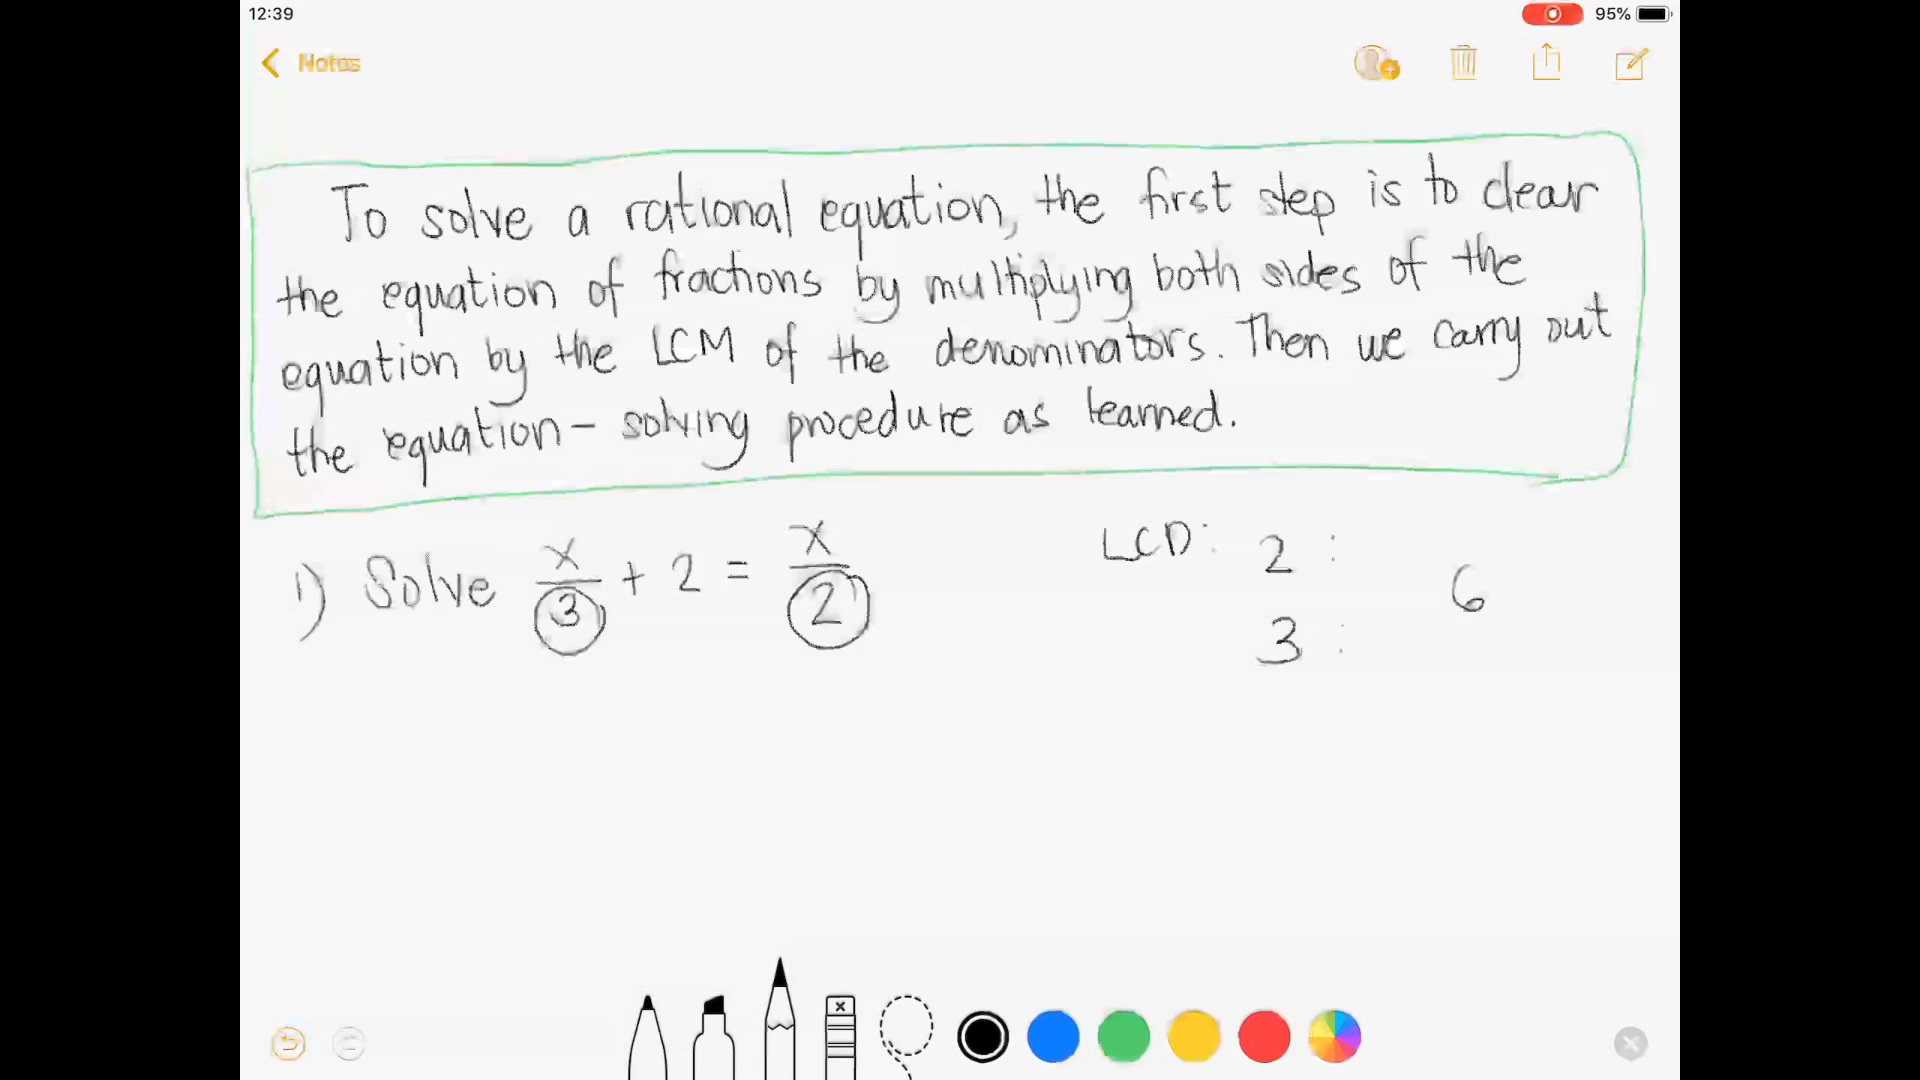 12:39
95%
Notes
To solve a rational equation, the first step is to clear
the equation of fractions by multiplying both sides of the
equation by the LCM of the denominators. Then we carry out
the equation - solving procedure as learned.
1) Solve x/3 + 2 = x/2
LCD: 2 :
6
3 :